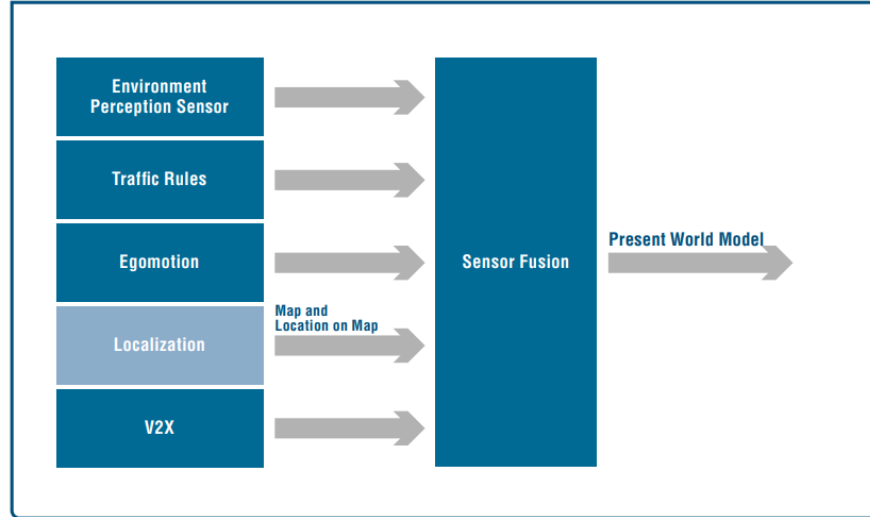 Environment
Perception Sensor
Traffic Rules
Egomotion
Localization
V2X
Map and
Location on Map
Sensor Fusion
Present World Model